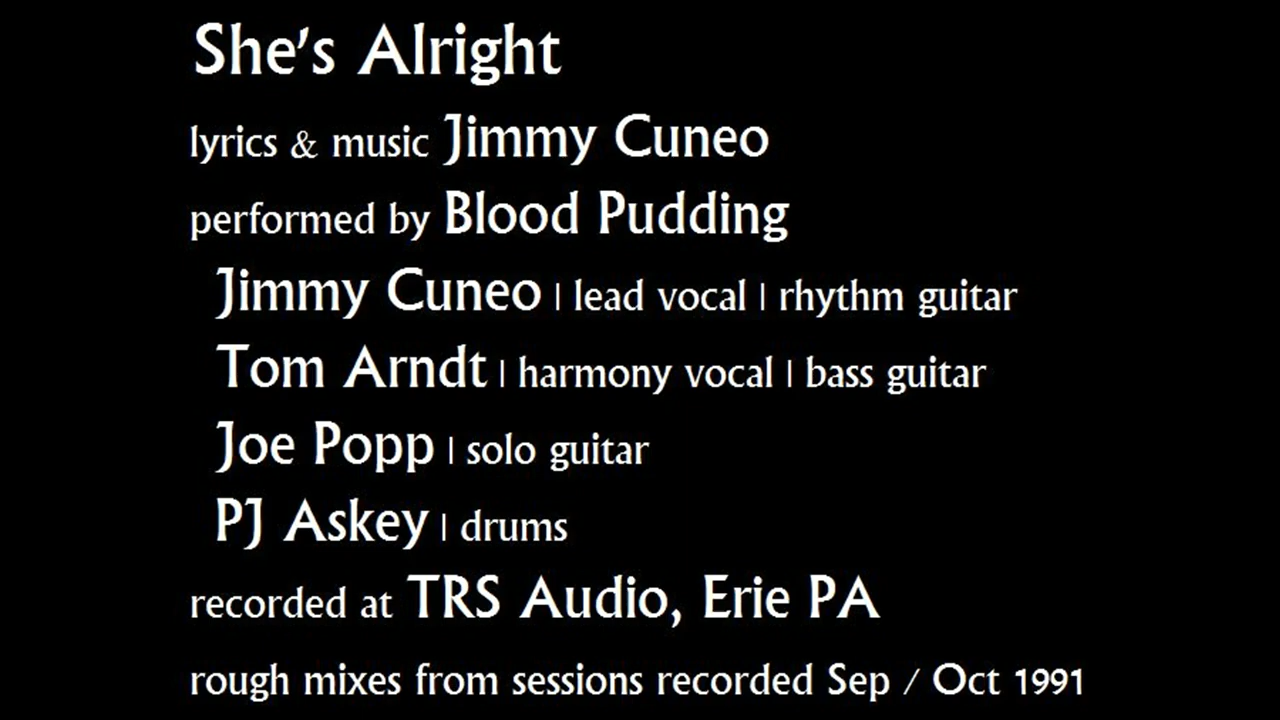 She's Alright
lyrics & music Jimmy Cuneo
performed by Blood Pudding
Jimmy Cuneo | lead vocal | rhythm guitar
Tom Arndt | harmony vocal | bass guitar
Joe Popp | solo guitar
PJ Askey | drums
recorded at TRS Audio, Erie PA
rough mixes from sessions recorded Sep / Oct 1991